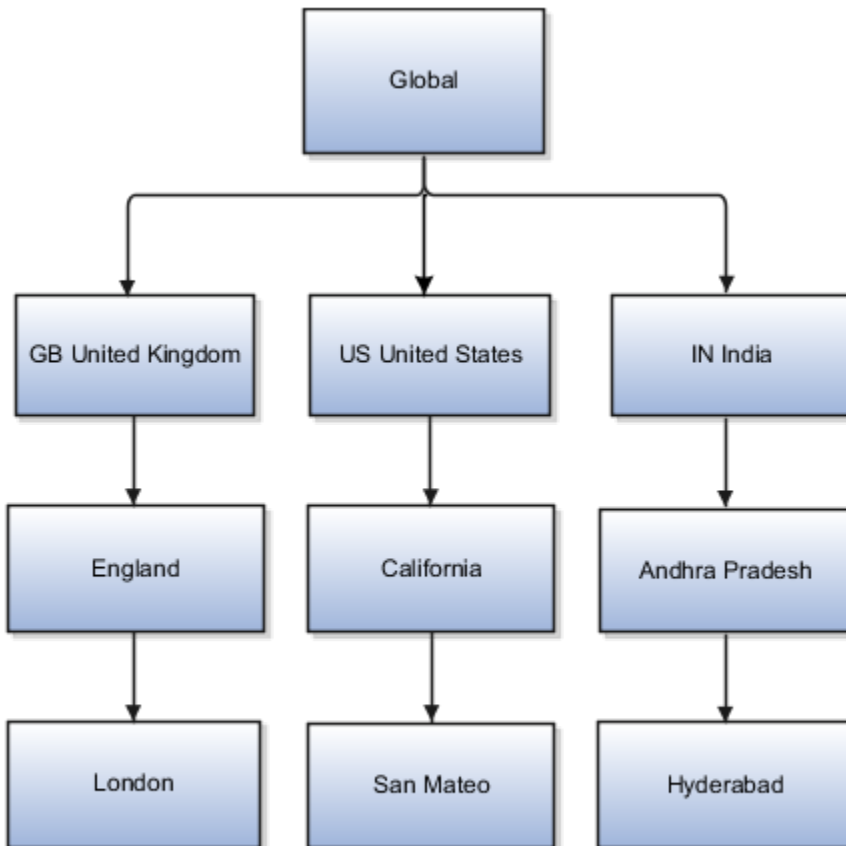 Global
GB United Kingdom
US United States
IN India
England
California
Andhra Pradesh
London
San Mateo
Hyderabad